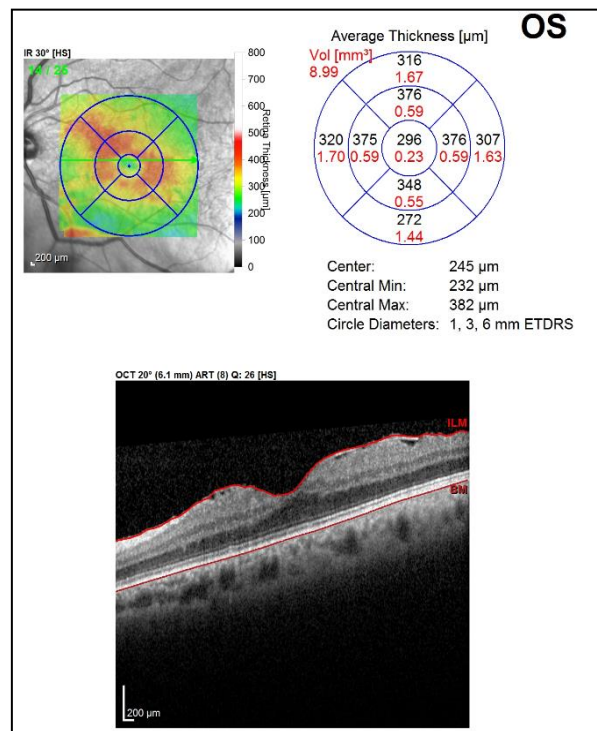 OS
IR 30° [HS]
19 / 25
800
700
600
500
400
300
200
100
0
Retina Thickness [µm]
200 µm
Average Thickness [µm]
Vol [mm³]
8.99
316
1.67
376
0.59
320
1.70
375
0.59
296
0.23
376
0.59
307
1.63
348
0.55
272
1.44
Center: 245 µm
Central Min: 232 µm
Central Max: 382 µm
Circle Diameters: 1, 3, 6 mm ETDRS
OCT 20° (6.1 mm) ART (8) Q: 26 [HS]
ILM
BM
200 µm